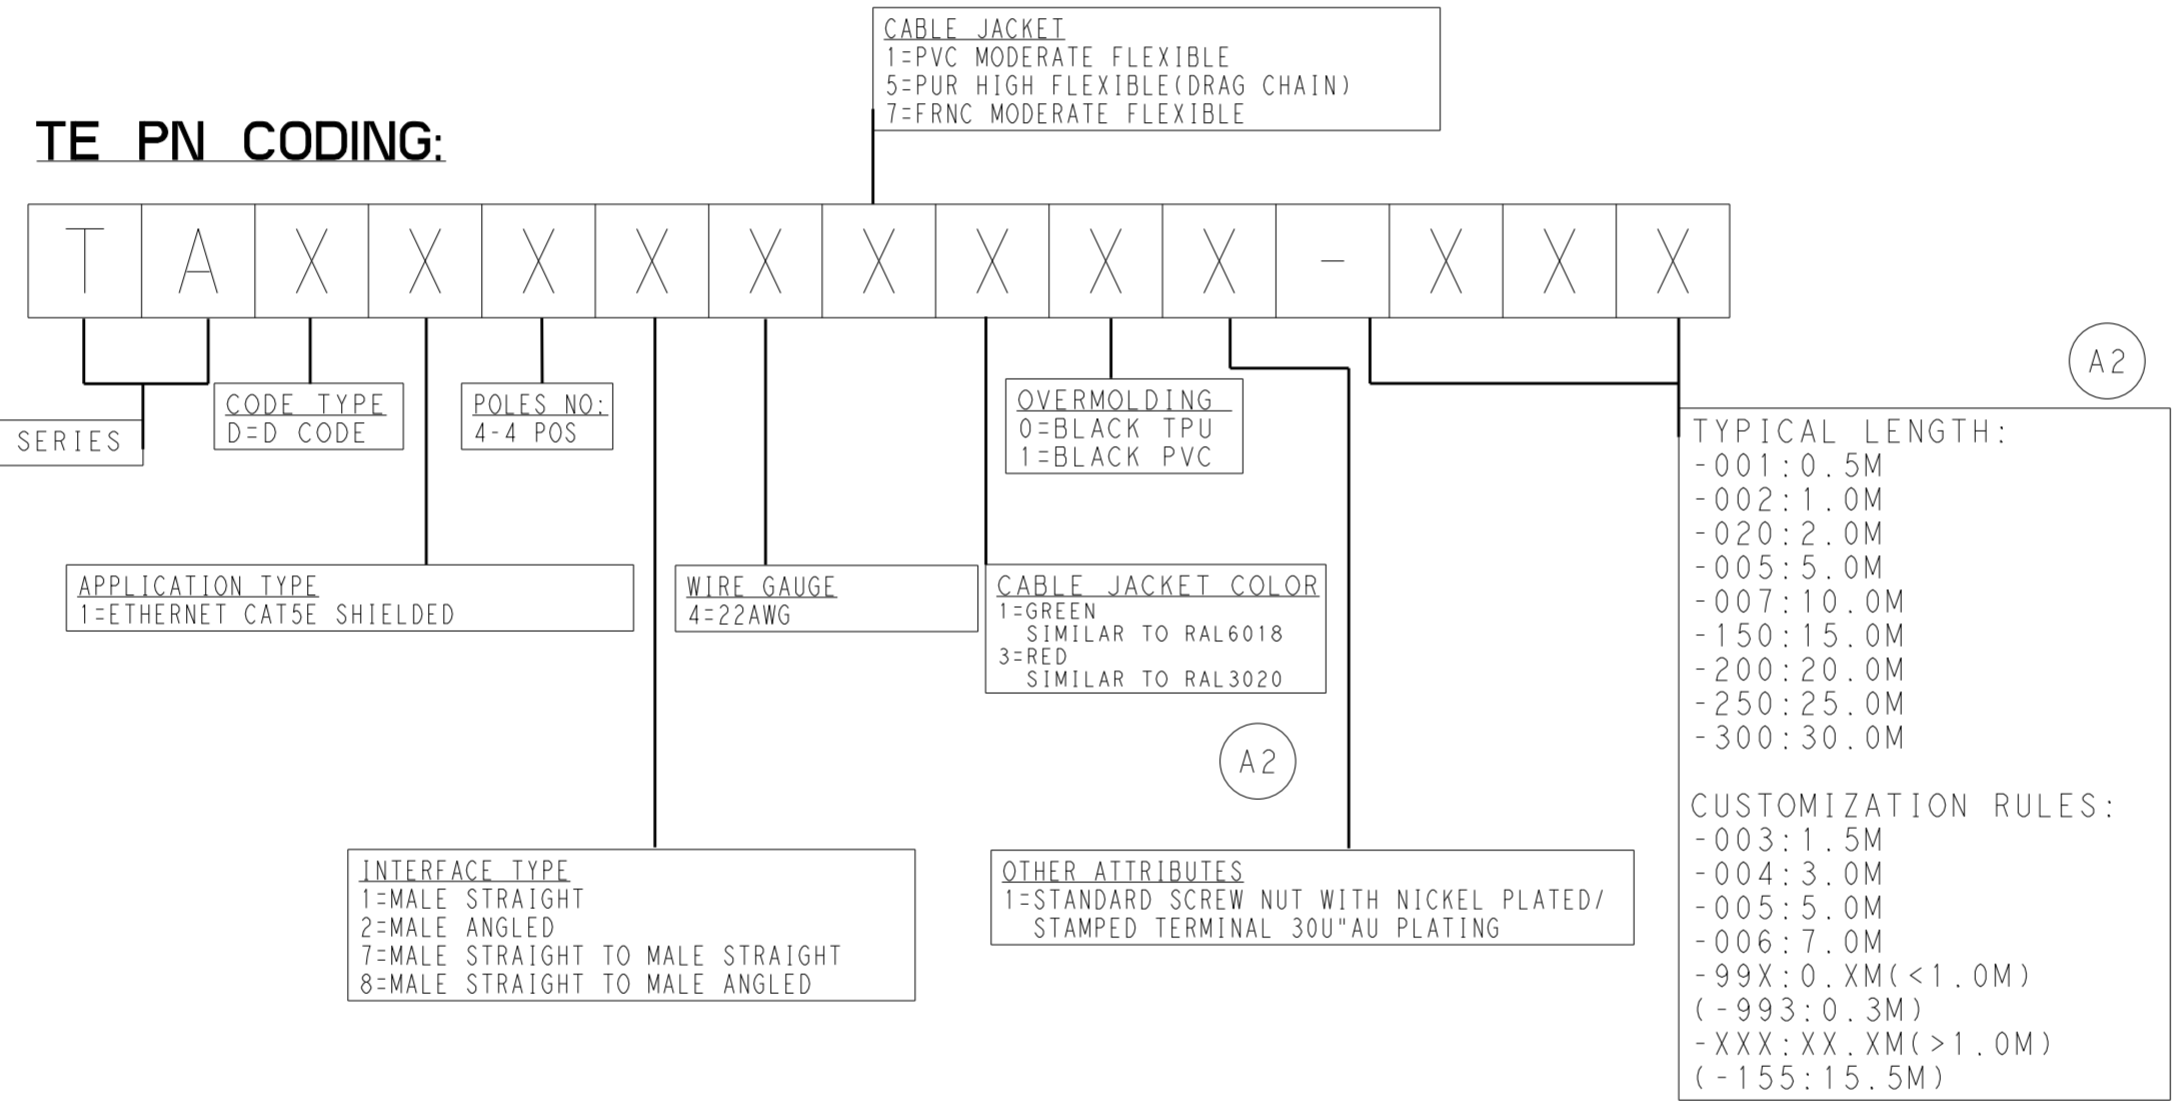 CABLE JACKET
1=PVC MODERATE FLEXIBLE
5=PUR HIGH FLEXIBLE(DRAG CHAIN)
7=FRNC MODERATE FLEXIBLE
TE PN CODING:
T A X X X X X X X X X - X X X
SERIES
CODE TYPE
D=D CODE
POLES NO:
4-4 POS
OVERMOLDING
0=BLACK TPU
1=BLACK PVC
A2
APPLICATION TYPE
1=ETHERNET CAT5E SHIELDED
WIRE GAUGE
4=22AWG
CABLE JACKET COLOR
1=GREEN
SIMILAR TO RAL6018
3=RED
SIMILAR TO RAL3020
A2
INTERFACE TYPE
1=MALE STRAIGHT
2=MALE ANGLED
7=MALE STRAIGHT TO MALE STRAIGHT
8=MALE STRAIGHT TO MALE ANGLED
OTHER ATTRIBUTES
1=STANDARD SCREW NUT WITH NICKEL PLATED/
STAMPED TERMINAL 30U"AU PLATING
TYPICAL LENGTH:
-001:0.5M
-002:1.0M
-020:2.0M
-005:5.0M
-007:10.0M
-150:15.0M
-200:20.0M
-250:25.0M
-300:30.0M
CUSTOMIZATION RULES:
-003:1.5M
-004:3.0M
-005:5.0M
-006:7.0M
-99X:0.XM(<1.0M)
(-993:0.3M)
-XXX:XX.XM(>1.0M)
(-155:15.5M)